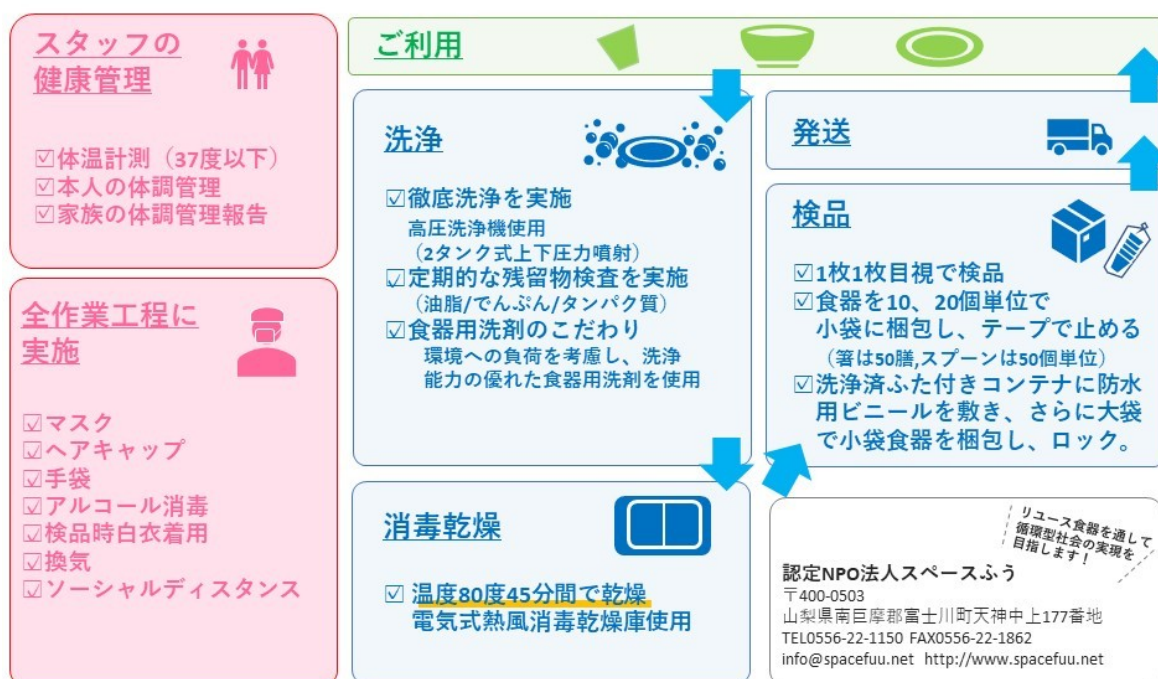 スタッフの
健康管理
☑体温計測（37度以下）
☑本人の体調管理
☑家族の体調管理報告
全作業工程に
実施
☑マスク
☑ヘアキャップ
☑手袋
☑アルコール消毒
☑検品時白衣着用
☑換気
☑ソーシャルディスタンス
ご利用
洗浄
☑徹底洗浄を実施
高圧洗浄機使用
（2タンク式上下圧力噴射）
☑定期的な残留物検査を実施
（油脂/でんぷん/タンパク質）
☑食器用洗剤のこだわり
環境への負荷を考慮し、洗浄
能力の優れた食器用洗剤を使用
消毒乾燥
☑ 温度80度45分間で乾燥
電気式熱風消毒乾燥庫使用
発送
検品
☑1枚1枚目視で検品
☑食器を10、20個単位で
小袋に梱包し、テープで止める
（箸は50膳,スプーンは50個単位）
☑洗浄済ふた付きコンテナに防水
用ビニールを敷き、さらに大袋
で小袋食器を梱包し、ロック。
リユース食器を通して
循環型社会の実現を
目指します！
認定NPO法人スペースふう
〒400-0503
山梨県南巨摩郡富士川町天神中上177番地
TEL0556-22-1150 FAX0556-22-1862
info@spacefuu.net http://www.spacefuu.net